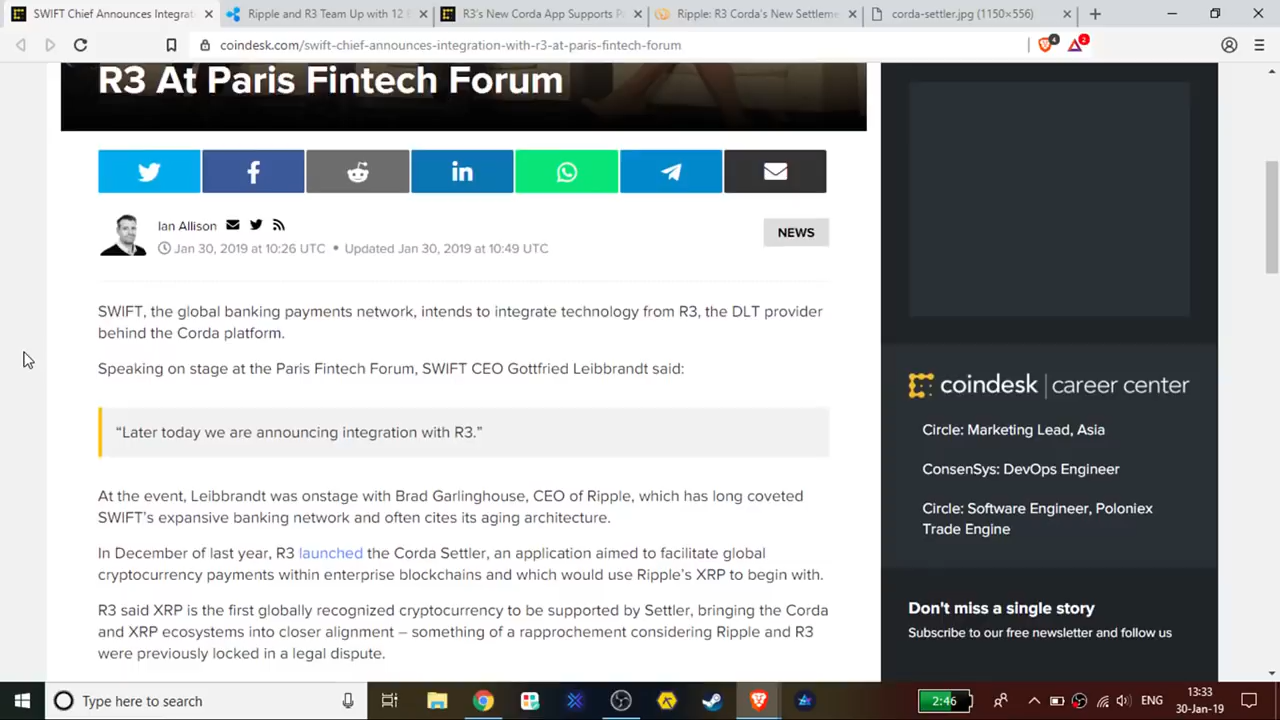 SWIFT Chief Announces Integrat
Ripple and R3 Team Up with 12 B
R3's New Corda App Supports P
Ripple: R3 Corda's New Settleme
corda-settler.jpg (1150×556)
coindesk.com/swift-chief-announces-integration-with-r3-at-paris-fintech-forum
4
2
R3 At Paris Fintech Forum
Ian Allison
Jan 30, 2019 at 10:26 UTC • Updated Jan 30, 2019 at 10:49 UTC
NEWS
SWIFT, the global banking payments network, intends to integrate technology from R3, the DLT provider
behind the Corda platform.
Speaking on stage at the Paris Fintech Forum, SWIFT CEO Gottfried Leibbrandt said:
“Later today we are announcing integration with R3.”
At the event, Leibbrandt was onstage with Brad Garlinghouse, CEO of Ripple, which has long coveted
SWIFT’s expansive banking network and often cites its aging architecture.
In December of last year, R3 launched the Corda Settler, an application aimed to facilitate global
cryptocurrency payments within enterprise blockchains and which would use Ripple’s XRP to begin with.
R3 said XRP is the first globally recognized cryptocurrency to be supported by Settler, bringing the Corda
and XRP ecosystems into closer alignment – something of a rapprochement considering Ripple and R3
were previously locked in a legal dispute.
coindesk | career center
Circle: Marketing Lead, Asia
ConsenSys: DevOps Engineer
Circle: Software Engineer, Poloniex
Trade Engine
Don't miss a single story
Subscribe to our free newsletter and follow us
Type here to search
2:46
ENG
13:33
30-Jan-19